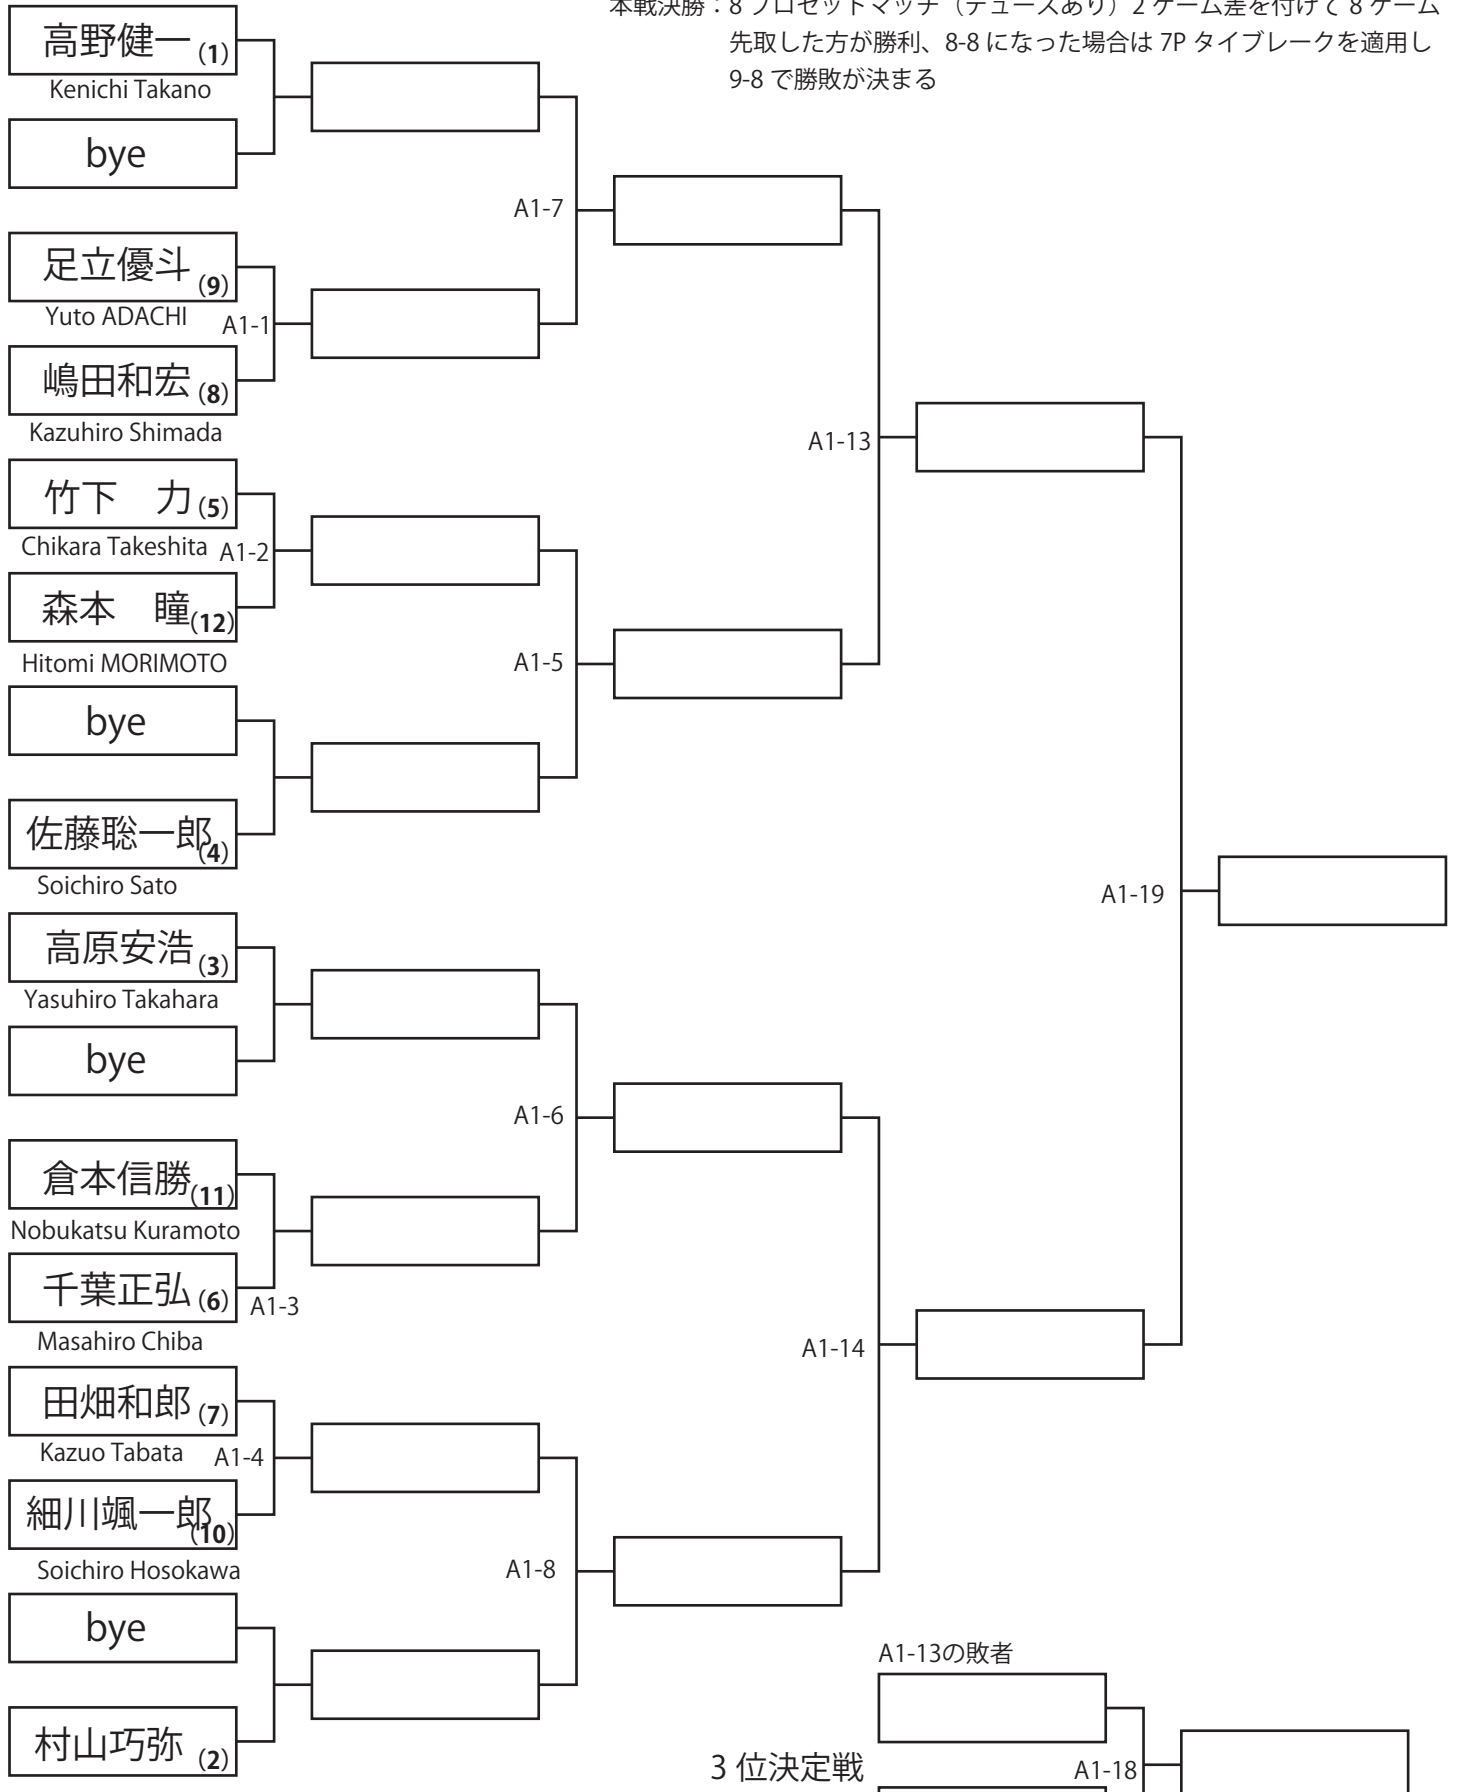 本戦決勝：8 プロセットマッチ（デュースあり）2 ゲーム差を付けて 8 ゲーム
先取した方が勝利、8-8 になった場合は 7P タイブレークを適用し
9-8 で勝敗が決まる
高野健一 (1)
Kenichi Takano
bye
A1-7
足立優斗 (9)
Yuto ADACHI
A1-1
嶋田和宏 (8)
Kazuhiro Shimada
A1-13
竹下　力 (5)
Chikara Takeshita
A1-2
森本　瞳 (12)
Hitomi MORIMOTO
A1-5
bye
佐藤聡一郎 (4)
Soichiro Sato
A1-19
高原安浩 (3)
Yasuhiro Takahara
bye
A1-6
倉本信勝 (11)
Nobukatsu Kuramoto
千葉正弘 (6)
A1-3
Masahiro Chiba
A1-14
田畑和郎 (7)
Kazuo Tabata
A1-4
細川颯一郎 (10)
Soichiro Hosokawa
A1-8
bye
A1-13の敗者
村山巧弥 (2)
3 位決定戦
A1-18